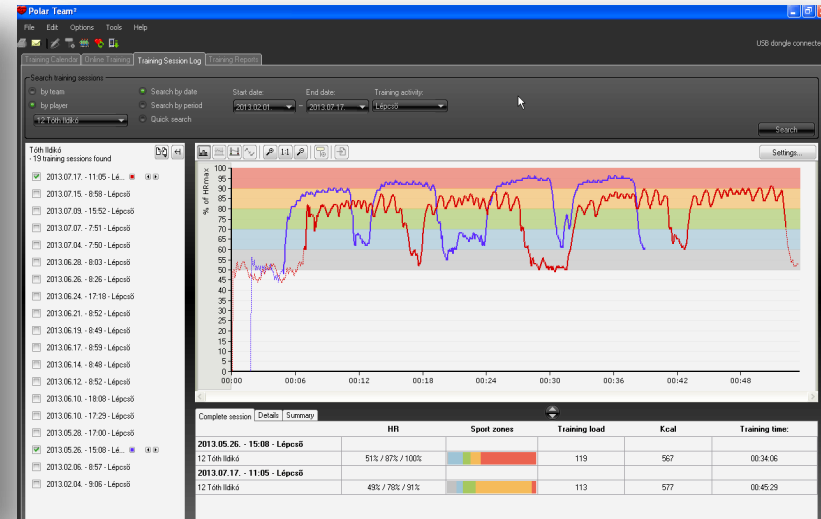 Polar Team²
File Edit Options Tools Help
USB dongle connecte
Training Calendar Online Training Training Session Log Training Reports
Search training sessions
by team Search by date Start date: End date: Training activity:
by player Search by period 2013.02.01. – 2013.07.17. Lépcső
12 Tóth Ildikó Quick search
Search
Tóth Ildikó
- 19 training sessions found
1:1
Settings...
2013.07.17. - 11:05 - Lé...
2013.07.15. - 8:58 - Lépcső
2013.07.09. - 15:52 - Lépcső
2013.07.07. - 7:51 - Lépcső
2013.07.04. - 7:50 - Lépcső
2013.06.28. - 8:03 - Lépcső
2013.06.26. - 8:26 - Lépcső
2013.06.24. - 17:18 - Lépcső
2013.06.21. - 8:52 - Lépcső
2013.06.19. - 8:49 - Lépcső
2013.06.17. - 8:59 - Lépcső
2013.06.14. - 8:48 - Lépcső
2013.06.12. - 8:52 - Lépcső
2013.06.10. - 18:08 - Lépcső
2013.06.10. - 17:29 - Lépcső
2013.05.28. - 17:00 - Lépcső
2013.05.26. - 15:08 - Lé...
2013.02.06. - 8:57 - Lépcső
2013.02.04. - 9:06 - Lépcső
% of HRmax
100
95
90
85
80
75
70
65
60
55
50
45
40
35
30
25
20
15
10
5
0
00:00 00:06 00:12 00:18 00:24 00:30 00:36 00:42 00:48
Complete session Details Summary
HR Sport zones Training load Kcal Training time:
2013.05.26. - 15:08 - Lépcső
12 Tóth Ildikó 51% / 87% / 100% 119 567 00:34:06
2013.07.17. - 11:05 - Lépcső
12 Tóth Ildikó 49% / 78% / 91% 113 577 00:45:29